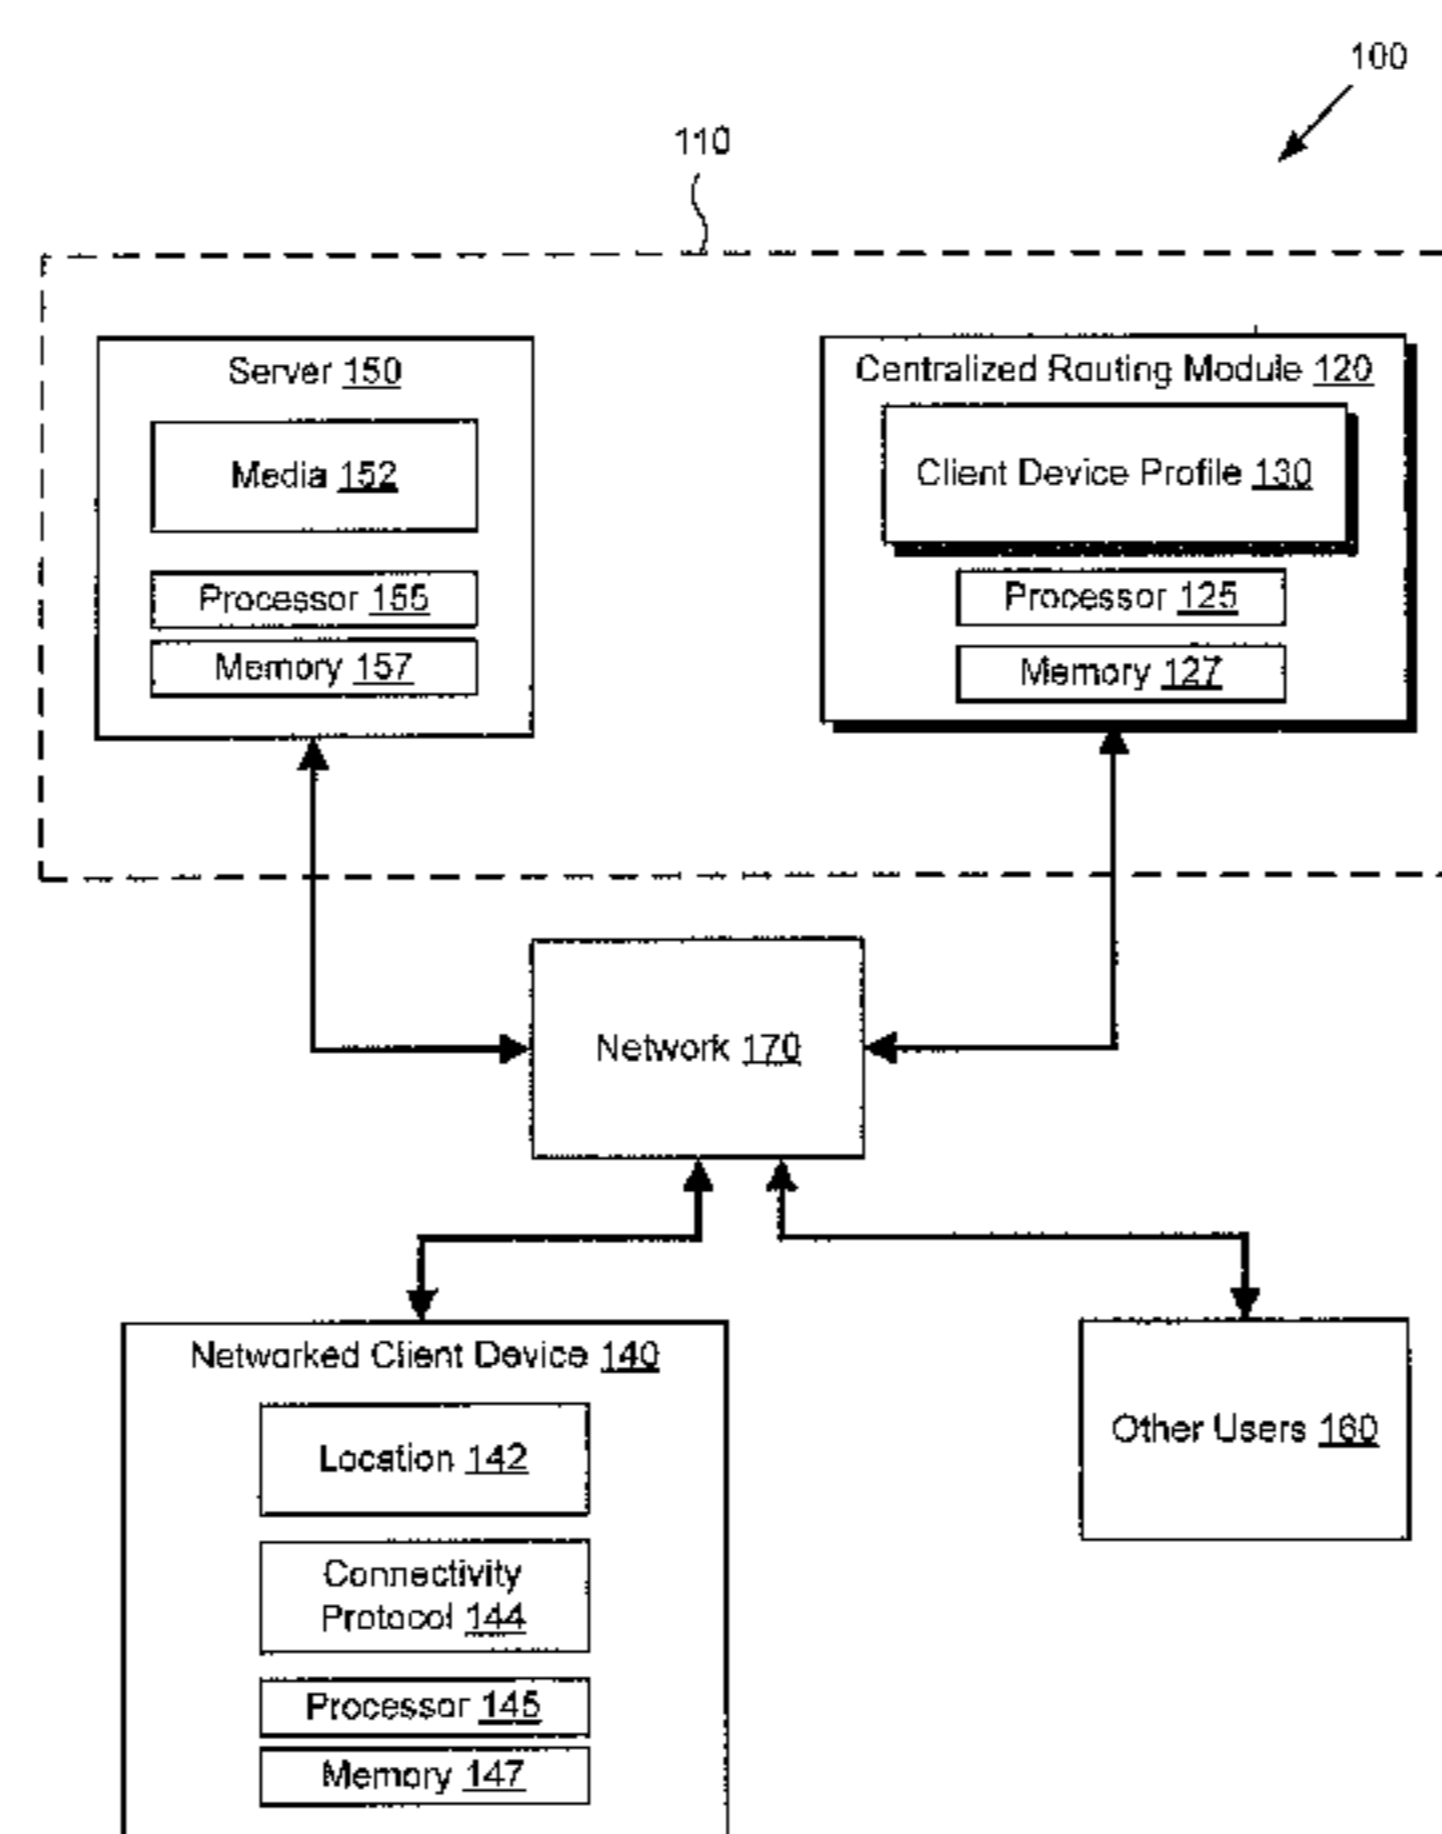 100
110
Server 150
Media 152
Processor 155
Memory 157
Centralized Routing Module 120
Client Device Profile 130
Processor 125
Memory 127
Network 170
Networked Client Device 140
Location 142
Connectivity
Protocol 144
Processor 145
Memory 147
Other Users 160